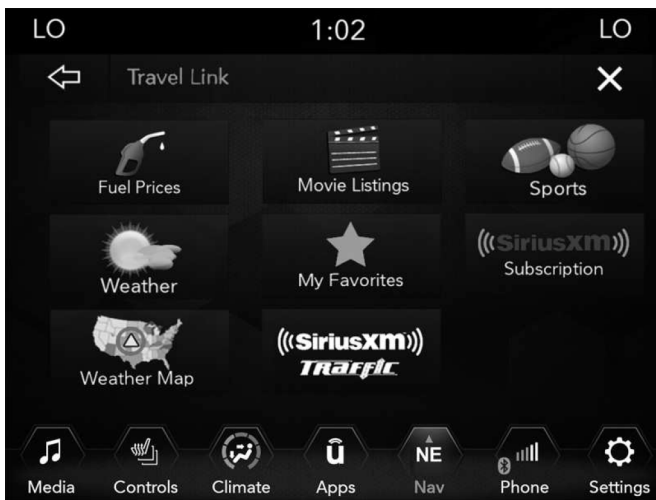 LO 1:02 LO
Travel Link
Fuel Prices Movie Listings Sports
Weather My Favorites ((SiriusXM))
Subscription
Weather Map ((SiriusXM))
Traffic
û NE
Media Controls Climate Apps Nav Phone Settings